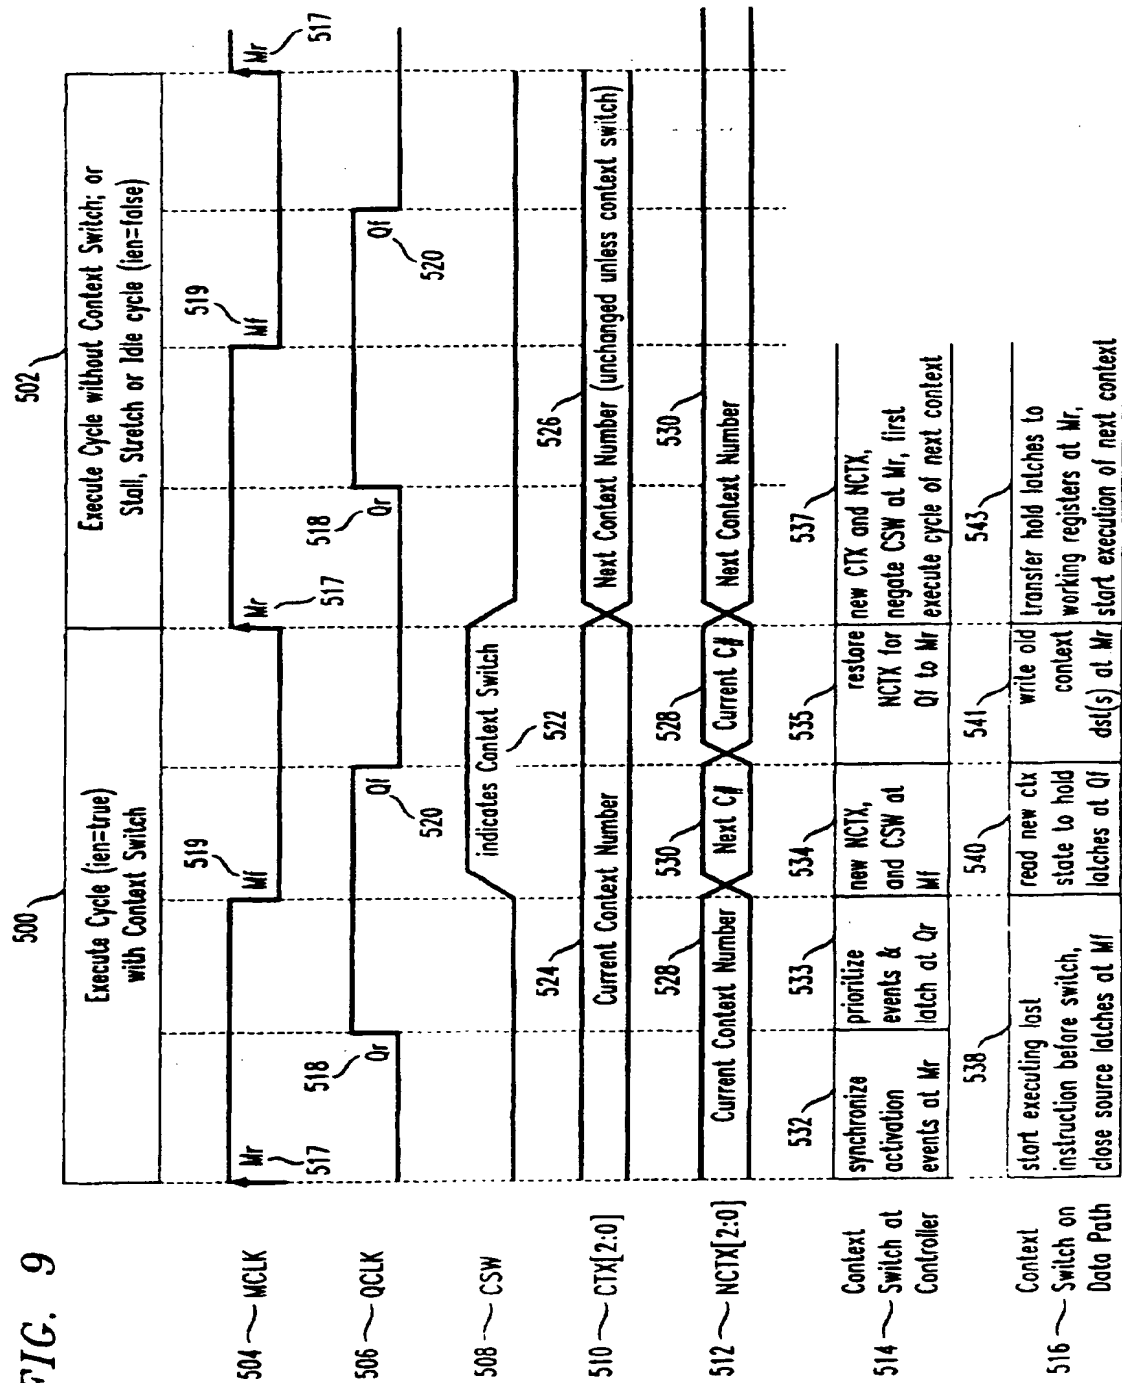 FIG. 9
500
Execute Cycle (ien=true)
with Context Switch
502
Execute Cycle without Context Switch; or
Stall, Stretch or Idle cycle (ien=false)
504 MCLK
Mr
517
Mf
519
Mr
517
Mf
519
Mr
517
506 QCLK
Qr
518
Qf
520
Qr
518
Qf
520
508 CSW
indicates Context Switch
522
510 CTX[2:0]
524
Current Context Number
526
Next Context Number (unchanged unless context switch)
512 NCTX[2:0]
528
Current Context Number
530
Next C#
528
Current C#
530
Next Context Number
Context
514 Switch at
Controller
532
synchronize
activation
events at Mr
533
prioritize
events &
latch at Qr
534
new NCTX,
and CSW at
Mf
535
restore
NCTX for
Qf to Mr
537
new CTX and NCTX,
negate CSW at Mr, first
execute cycle of next context
Context
516 Switch on
Data Path
538
start executing last
instruction before switch,
close source latches at Mf
540
read new ctx
state to hold
latches at Qf
541
write old
context
dst(s) at Mr
543
transfer hold latches to
working registers at Mr,
start execution of next context